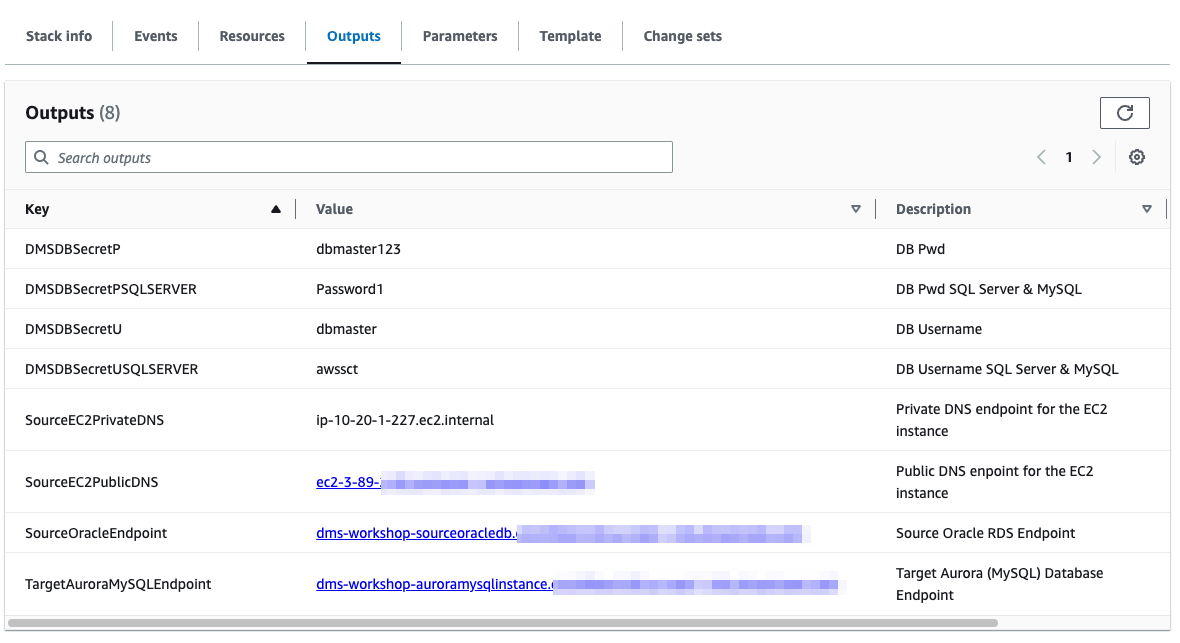 Stack info Events Resources Outputs Parameters Template Change sets
Outputs (8)
Search outputs
1
Key Value Description
DMSDBSecretP dbmaster123 DB Pwd
DMSDBSecretPSQLSERVER Password1 DB Pwd SQL Server & MySQL
DMSDBSecretU dbmaster DB Username
DMSDBSecretUSQLSERVER awssct DB Username SQL Server & MySQL
SourceEC2PrivateDNS ip-10-20-1-227.ec2.internal Private DNS endpoint for the EC2
instance
SourceEC2PublicDNS ec2-3-89- Public DNS enpoint for the EC2
instance
SourceOracleEndpoint dms-workshop-sourceoracledb. Source Oracle RDS Endpoint
TargetAuroraMySQLEndpoint dms-workshop-auroramysqlinstance. Target Aurora (MySQL) Database
Endpoint